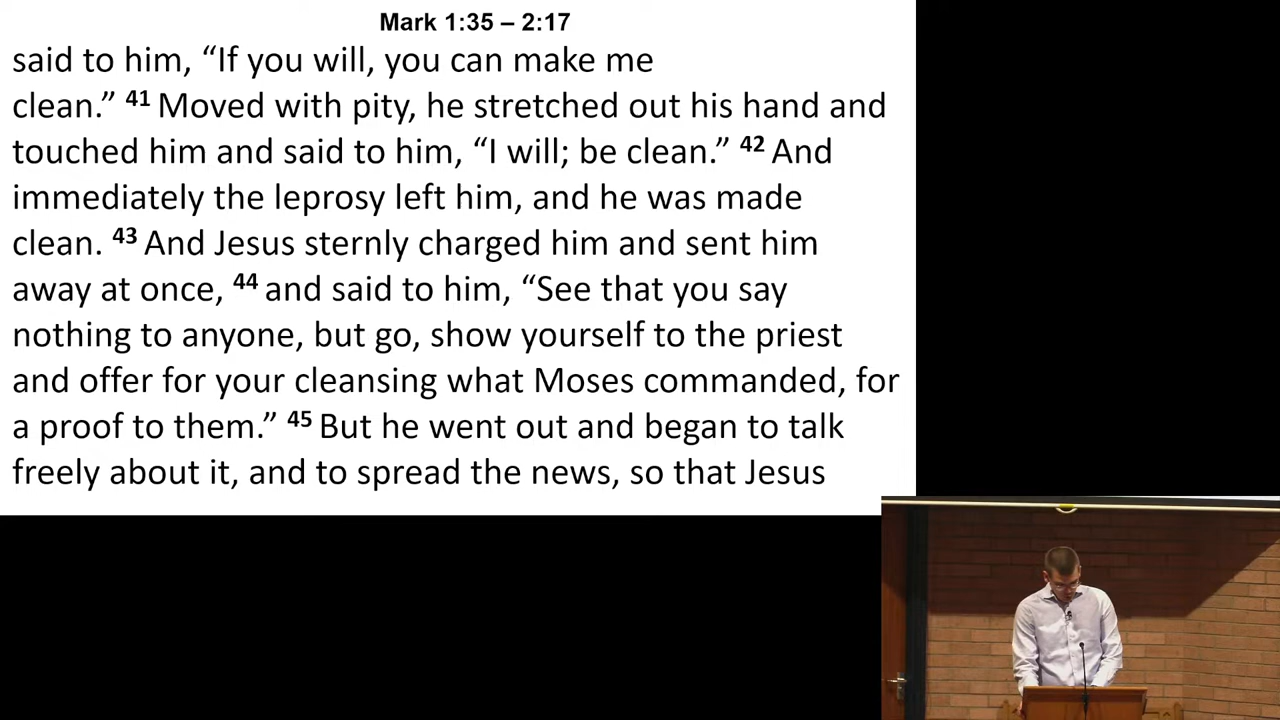 Mark 1:35 – 2:17
said to him, “If you will, you can make me
clean.” 41 Moved with pity, he stretched out his hand and
touched him and said to him, “I will; be clean.” 42 And
immediately the leprosy left him, and he was made
clean. 43 And Jesus sternly charged him and sent him
away at once, 44 and said to him, “See that you say
nothing to anyone, but go, show yourself to the priest
and offer for your cleansing what Moses commanded, for
a proof to them.” 45 But he went out and began to talk
freely about it, and to spread the news, so that Jesus